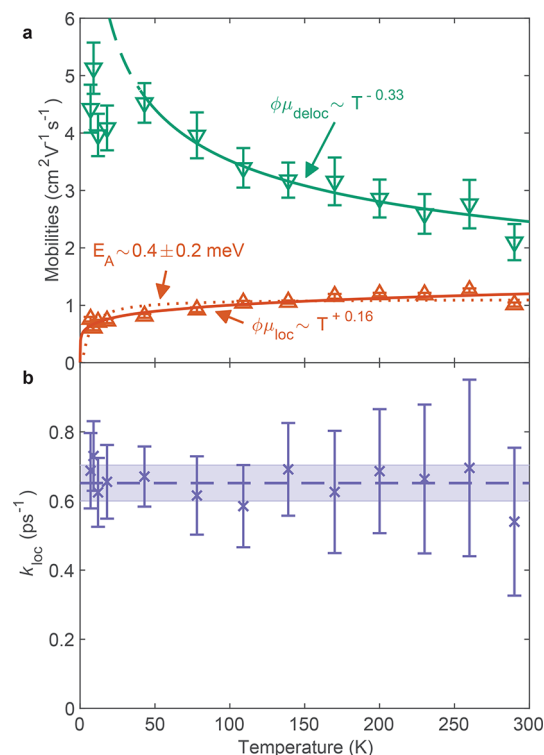 a
6
5
4
3
2
1
0
Mobilities (cm²V⁻¹s⁻¹)
ϕμdeloc~ T⁻⁰·³³
E_A~0.4±0.2 meV
ϕμloc~ T⁺⁰·¹⁶
b
0.8
0.6
0.4
0.2
0
k_loc (ps⁻¹)
0 50 100 150 200 250 300
Temperature (K)